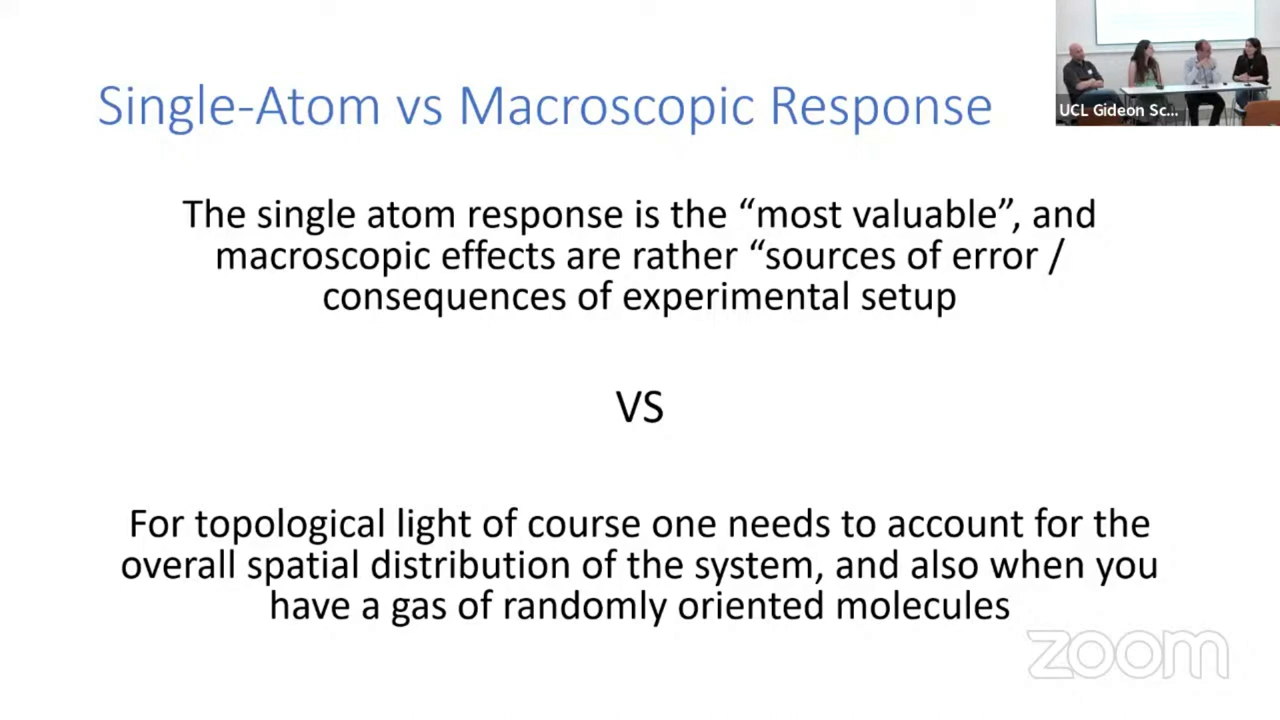 Single-Atom vs Macroscopic Response
UCL Gideon Sc...
The single atom response is the “most valuable”, and
macroscopic effects are rather “sources of error /
consequences of experimental setup
VS
For topological light of course one needs to account for the
overall spatial distribution of the system, and also when you
have a gas of randomly oriented molecules
zoom